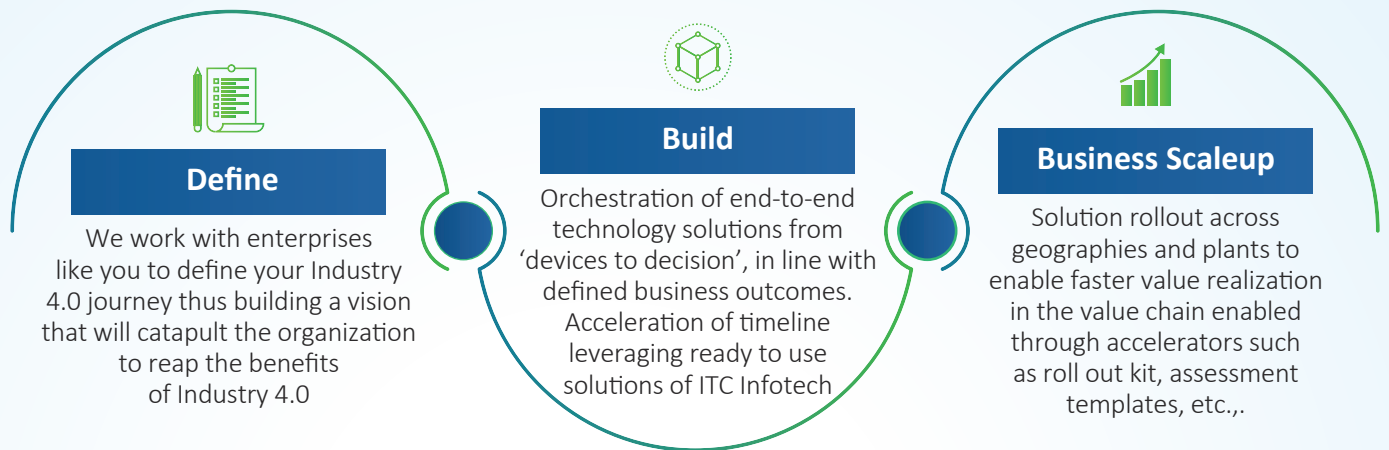 Define
We work with enterprises
like you to define your Industry
4.0 journey thus building a vision
that will catapult the organization
to reap the benefits
of Industry 4.0
Build
Orchestration of end-to-end
technology solutions from
‘devices to decision’, in line with
defined business outcomes.
Acceleration of timeline
leveraging ready to use
solutions of ITC Infotech
Business Scaleup
Solution rollout across
geographies and plants to
enable faster value realization
in the value chain enabled
through accelerators such
as roll out kit, assessment
templates, etc.,.